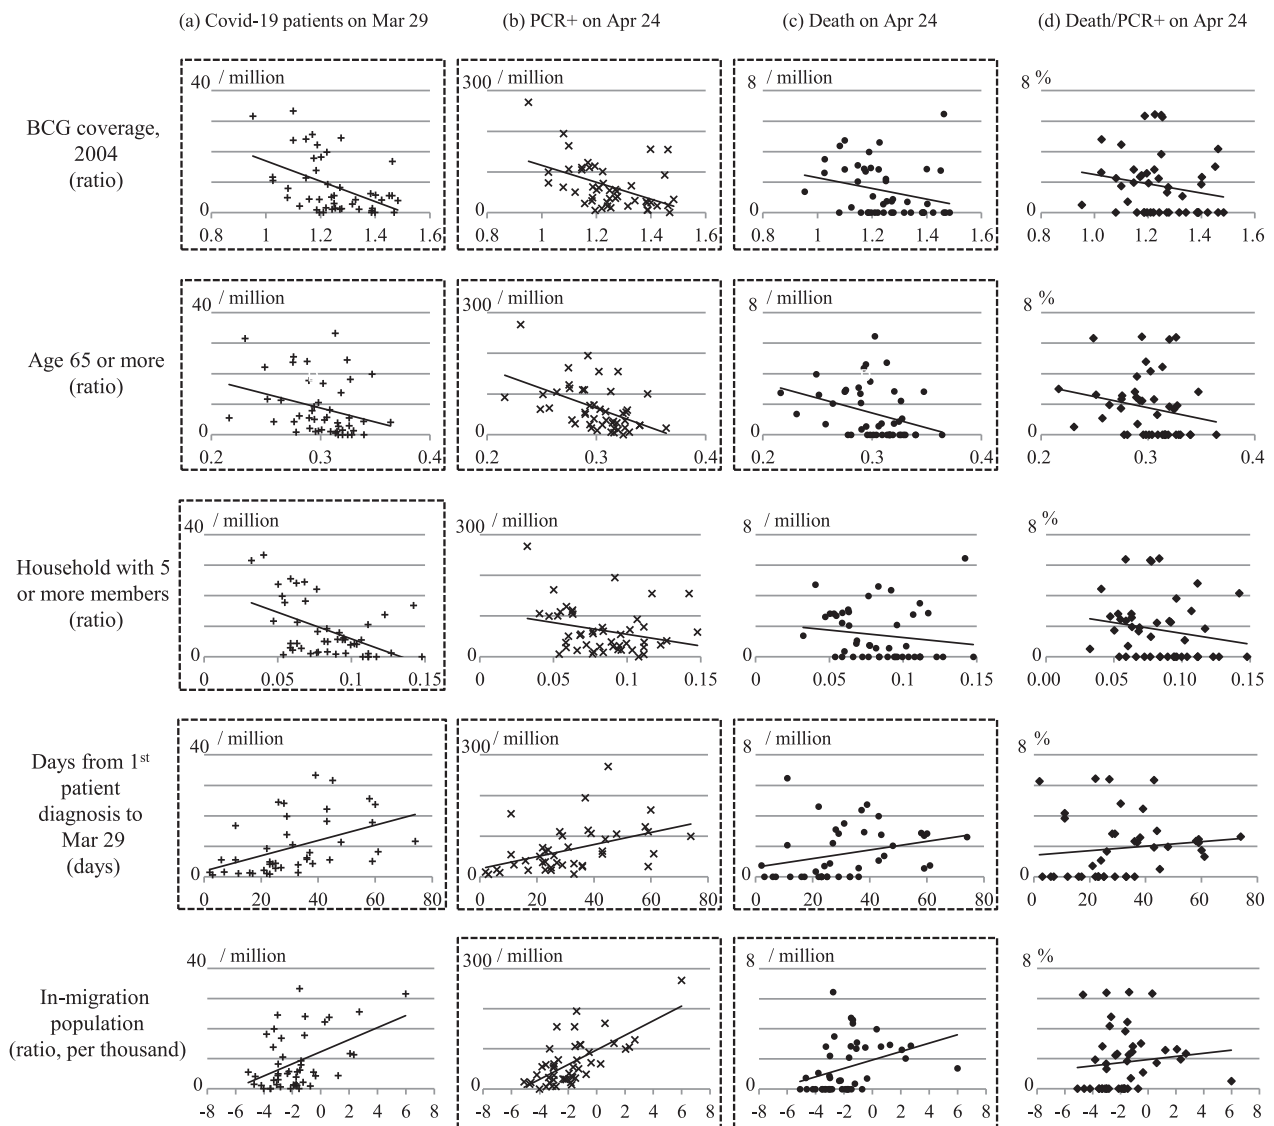 (a) Covid-19 patients on Mar 29 (b) PCR+ on Apr 24 (c) Death on Apr 24 (d) Death/PCR+ on Apr 24
BCG coverage,
2004
(ratio)
40 / million 300 / million 8 / million 8 %
0 0 0 0
0.8 1 1.2 1.4 1.6 0.8 1 1.2 1.4 1.6 0.8 1 1.2 1.4 1.6 0.8 1.0 1.2 1.4 1.6
Age 65 or more
(ratio)
40 / million 300 / million 8 / million 8 %
0 0 0 0
0.2 0.3 0.4 0.2 0.3 0.4 0.2 0.3 0.4 0.2 0.3 0.4
Household with 5
or more members
(ratio)
40 / million 300 / million 8 / million 8 %
0 0 0 0
0 0.05 0.1 0.15 0 0.05 0.1 0.15 0 0.05 0.1 0.15 0.00 0.05 0.10 0.15
Days from 1st
patient
diagnosis to
Mar 29
(days)
40 / million 300 / million 8 / million 8 %
0 0 0 0
0 20 40 60 80 0 20 40 60 80 0 20 40 60 80 0 20 40 60 80
In-migration
population
(ratio, per thousand)
40 / million 300 / million 8 / million 8 %
0 0 0 0
-8 -6 -4 -2 0 2 4 6 8 -8 -6 -4 -2 0 2 4 6 8 -8 -6 -4 -2 0 2 4 6 8 -8 -6 -4 -2 0 2 4 6 8